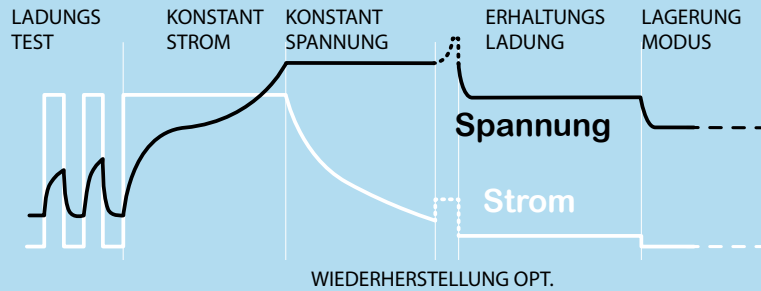 LADUNGS
TEST
KONSTANT
STROM
KONSTANT
SPANNUNG
ERHALTUNGS
LADUNG
LAGERUNG
MODUS
Spannung
Strom
WIEDERHERSTELLUNG OPT.